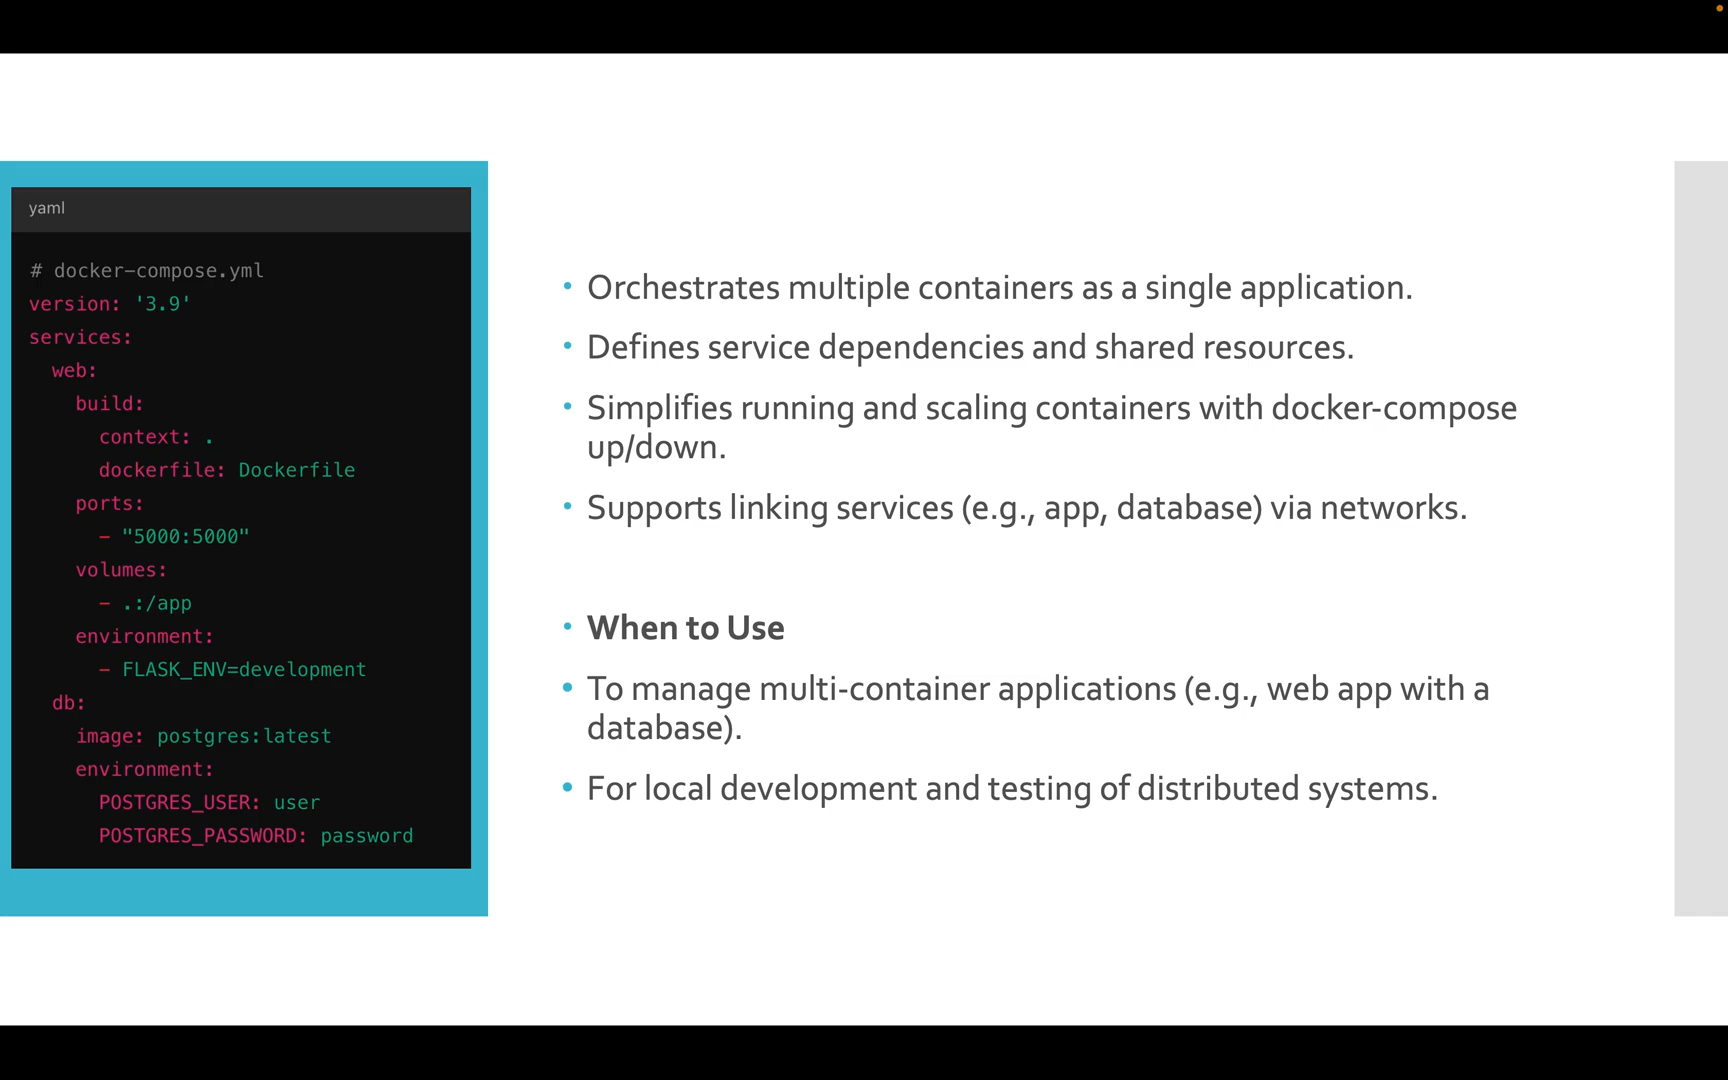 yaml
# docker-compose.yml
version: '3.9'
services:
  web:
    build:
      context: .
      dockerfile: Dockerfile
    ports:
      - "5000:5000"
    volumes:
      - .:/app
    environment:
      - FLASK_ENV=development
  db:
    image: postgres:latest
    environment:
      POSTGRES_USER: user
      POSTGRES_PASSWORD: password
• Orchestrates multiple containers as a single application.
• Defines service dependencies and shared resources.
• Simplifies running and scaling containers with docker-compose
up/down.
• Supports linking services (e.g., app, database) via networks.
• When to Use
• To manage multi-container applications (e.g., web app with a
database).
• For local development and testing of distributed systems.